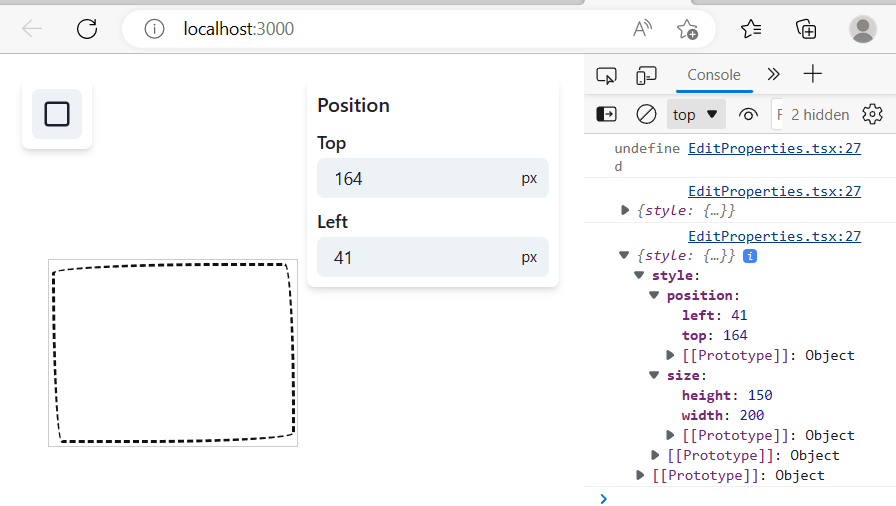 localhost:3000
Console
top
F
2 hidden
Position
Top
164 px
Left
41 px
undefine EditProperties.tsx:27
d
EditProperties.tsx:27
{style: {…}}
EditProperties.tsx:27
{style: {…}} i
style:
position:
left: 41
top: 164
[[Prototype]]: Object
size:
height: 150
width: 200
[[Prototype]]: Object
[[Prototype]]: Object
[[Prototype]]: Object